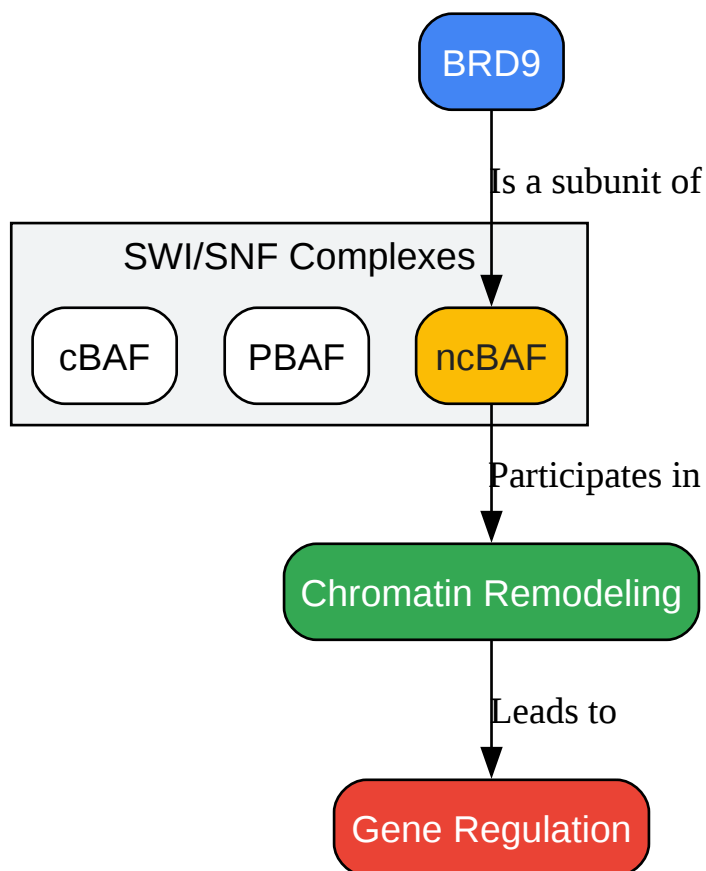 BRD9
Is a subunit of
SWI/SNF Complexes
cBAF
PBAF
ncBAF
Participates in
Chromatin Remodeling
Leads to
Gene Regulation